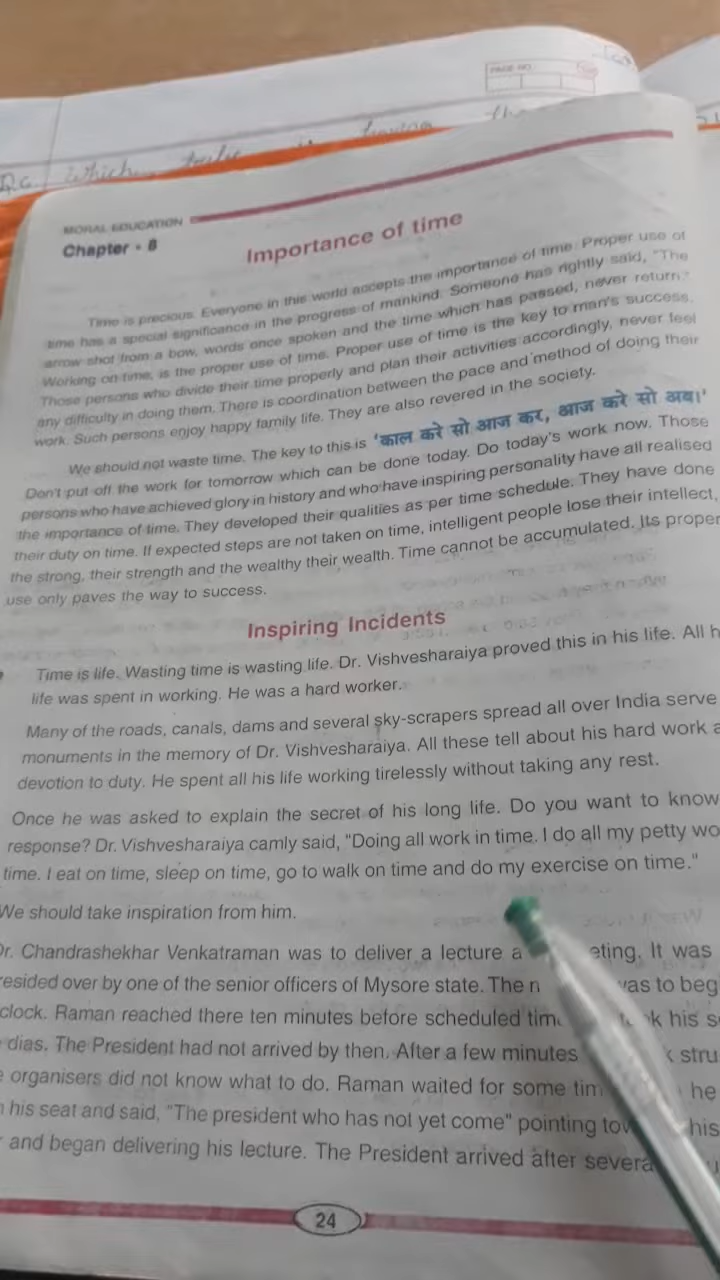 PAGE NO.
Which
MORAL EDUCATION
Chapter - 8
Importance of time
Time is precious. Everyone in this world accepts the importance of time. Proper use of
time has a special significance in the progress of mankind. Someone has rightly said, "The
arrow shot from a bow, words once spoken and the time which has passed, never return."
Working on time, is the proper use of time. Proper use of time is the key to man's success.
Those persons who divide their time properly and plan their activities accordingly, never feel
any difficulty in doing them. There is coordination between the pace and method of doing their
work. Such persons enjoy happy family life. They are also revered in the society.
We should not waste time. The key to this is 'काल करे सो आज कर, आज करे सो अब।'
Don't put off the work for tomorrow which can be done today. Do today's work now. Those
persons who have achieved glory in history and who have inspiring personality have all realised
the importance of time. They developed their qualities as per time schedule. They have done
their duty on time. If expected steps are not taken on time, intelligent people lose their intellect,
the strong, their strength and the wealthy their wealth. Time cannot be accumulated. Its proper
use only paves the way to success.
Inspiring Incidents
Time is life. Wasting time is wasting life. Dr. Vishvesharaiya proved this in his life. All h
life was spent in working. He was a hard worker.
Many of the roads, canals, dams and several sky-scrapers spread all over India serve
monuments in the memory of Dr. Vishvesharaiya. All these tell about his hard work a
devotion to duty. He spent all his life working tirelessly without taking any rest.
Once he was asked to explain the secret of his long life. Do you want to know
response? Dr. Vishvesharaiya camly said, "Doing all work in time. I do all my petty wo
time. I eat on time, sleep on time, go to walk on time and do my exercise on time."
We should take inspiration from him.
Dr. Chandrashekhar Venkatraman was to deliver a lecture a eting. It was
resided over by one of the senior officers of Mysore state. The was to beg
clock. Raman reached there ten minutes before scheduled tim k his s
dias. The President had not arrived by then. After a few minutes k stru
e organisers did not know what to do. Raman waited for some tim he
n his seat and said, "The president who has not yet come" pointing tow his
and began delivering his lecture. The President arrived after severa
24